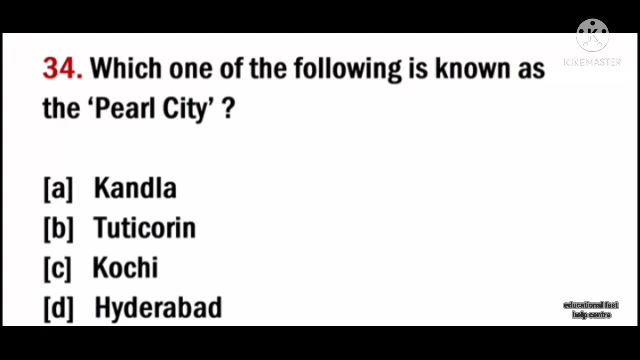 KINEMASTER
34. Which one of the following is known as
the ‘Pearl City’ ?
[a] Kandla
[b] Tuticorin
[c] Kochi
[d] Hyderabad
educational fast
help centre